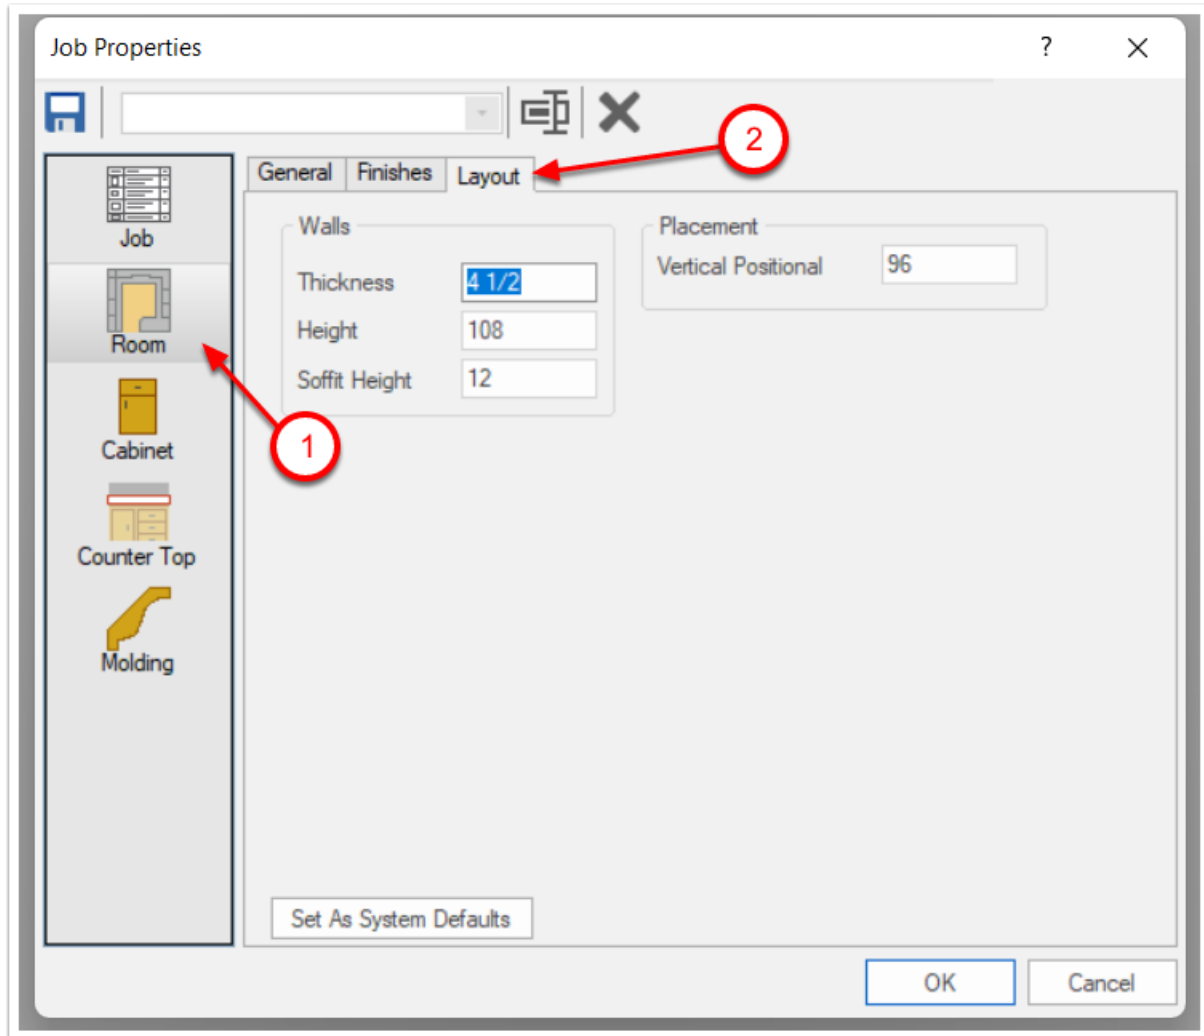 Job Properties
?
2
General Finishes Layout
Job
Walls
Placement
Thickness 4 1/2
Vertical Positional 96
Room
Height 108
Soffit Height 12
1
Cabinet
Counter Top
Molding
Set As System Defaults
OK Cancel